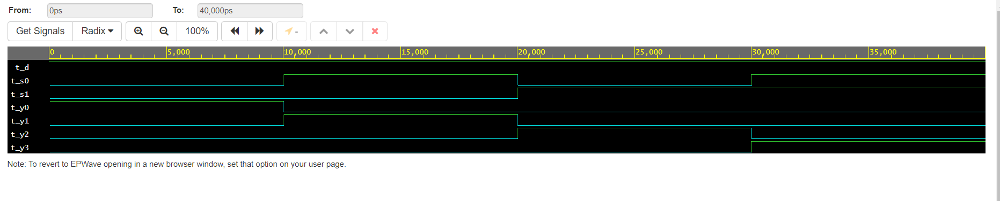 From: 0ps To: 40,000ps
Get Signals Radix 100% -
0 5,000 10,000 15,000 20,000 25,000 30,000 35,000
t_d
t_s0
t_s1
t_y0
t_y1
t_y2
t_y3
Note: To revert to EPWave opening in a new browser window, set that option on your user page.